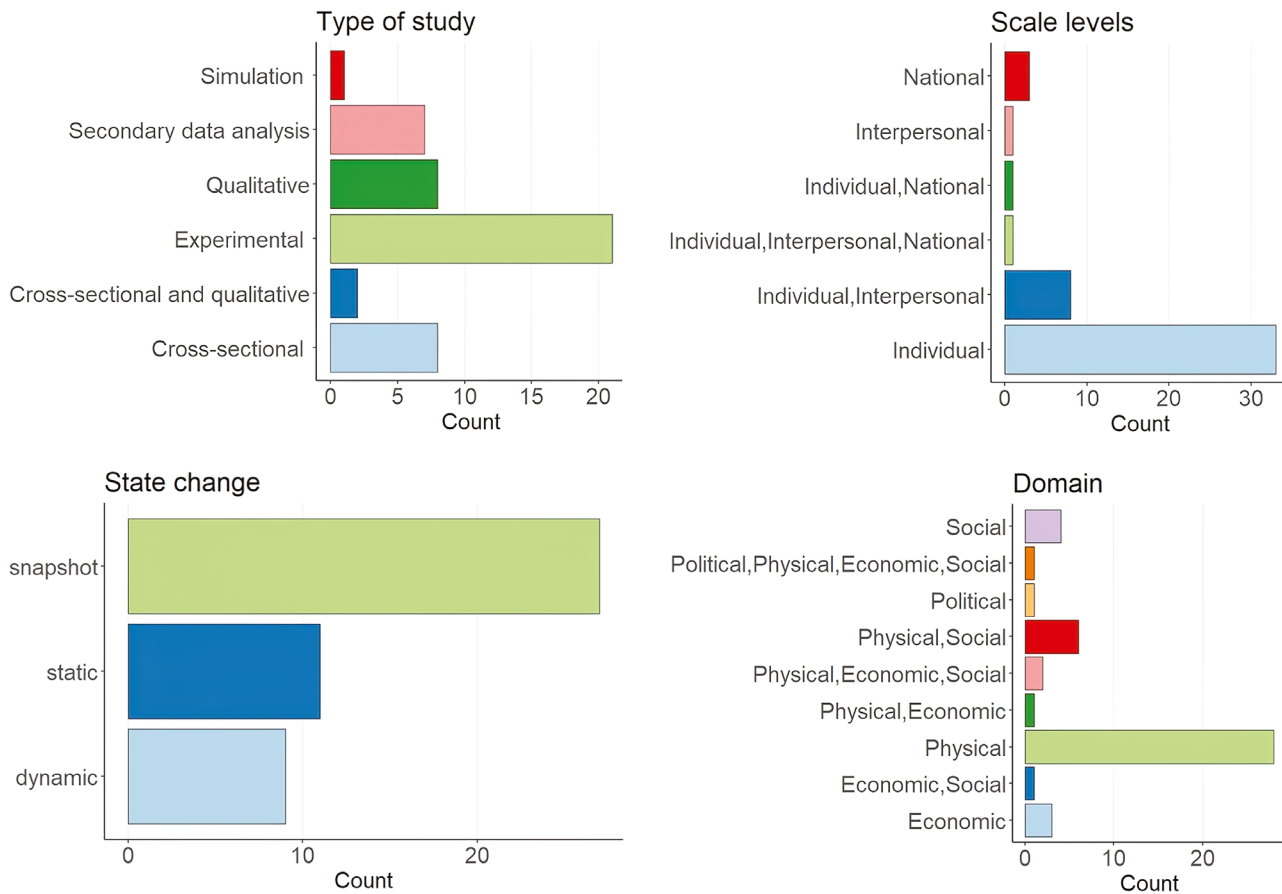 Type of study
Simulation
Secondary data analysis
Qualitative
Experimental
Cross-sectional and qualitative
Cross-sectional
0 5 10 15 20
Count
Scale levels
National
Interpersonal
Individual,National
Individual,Interpersonal,National
Individual,Interpersonal
Individual
0 10 20 30
Count
State change
snapshot
static
dynamic
0 10 20
Count
Domain
Social
Political,Physical,Economic,Social
Political
Physical,Social
Physical,Economic,Social
Physical,Economic
Physical
Economic,Social
Economic
0 10 20
Count